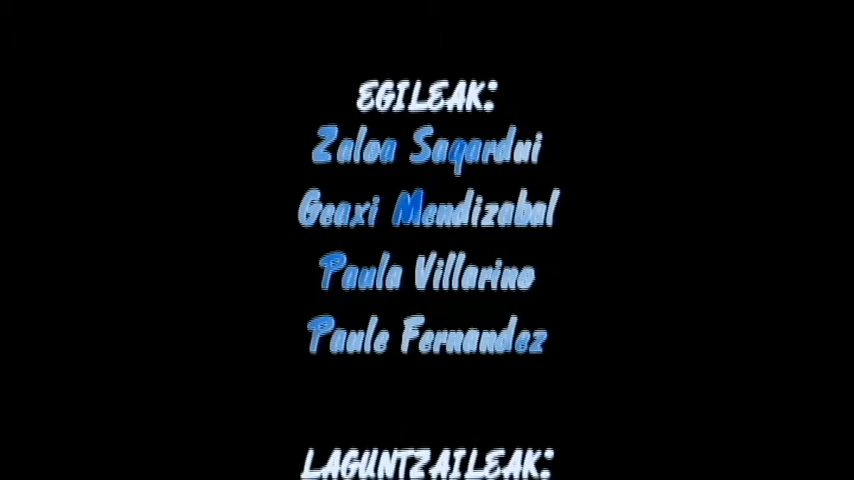 EGILEAK:
Zaloa Sagardui
Geaxi Mendizabal
Paula Villarino
Paule Fernandez
LAGUNTZAILEAK: